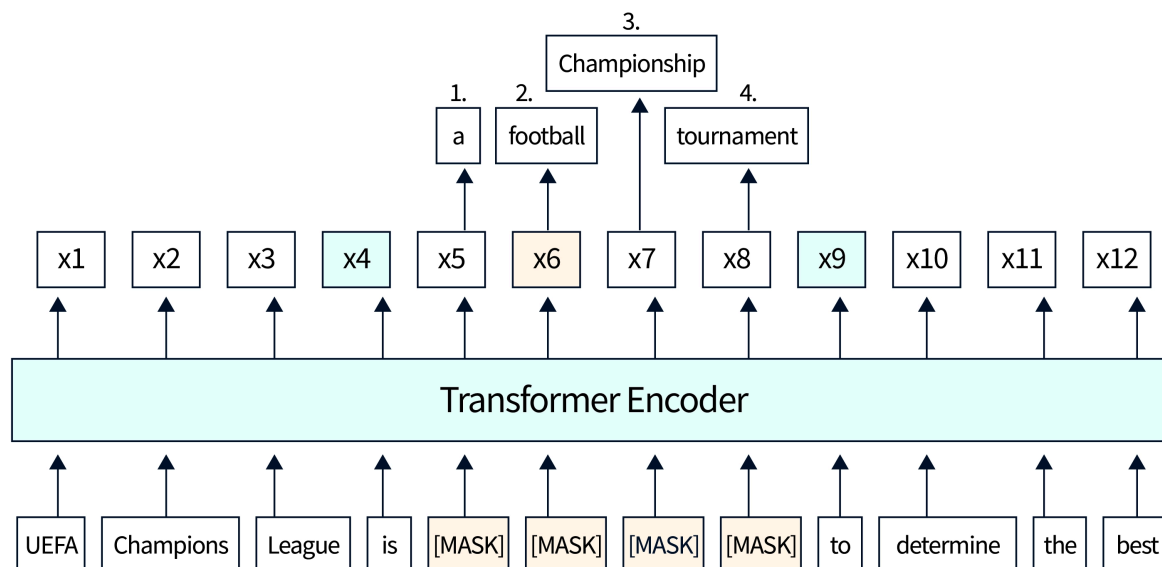 3.
Championship
1. 2. 4.
a football tournament
x1 x2 x3 x4 x5 x6 x7 x8 x9 x10 x11 x12
Transformer Encoder
UEFA Champions League is [MASK] [MASK] [MASK] [MASK] to determine the best